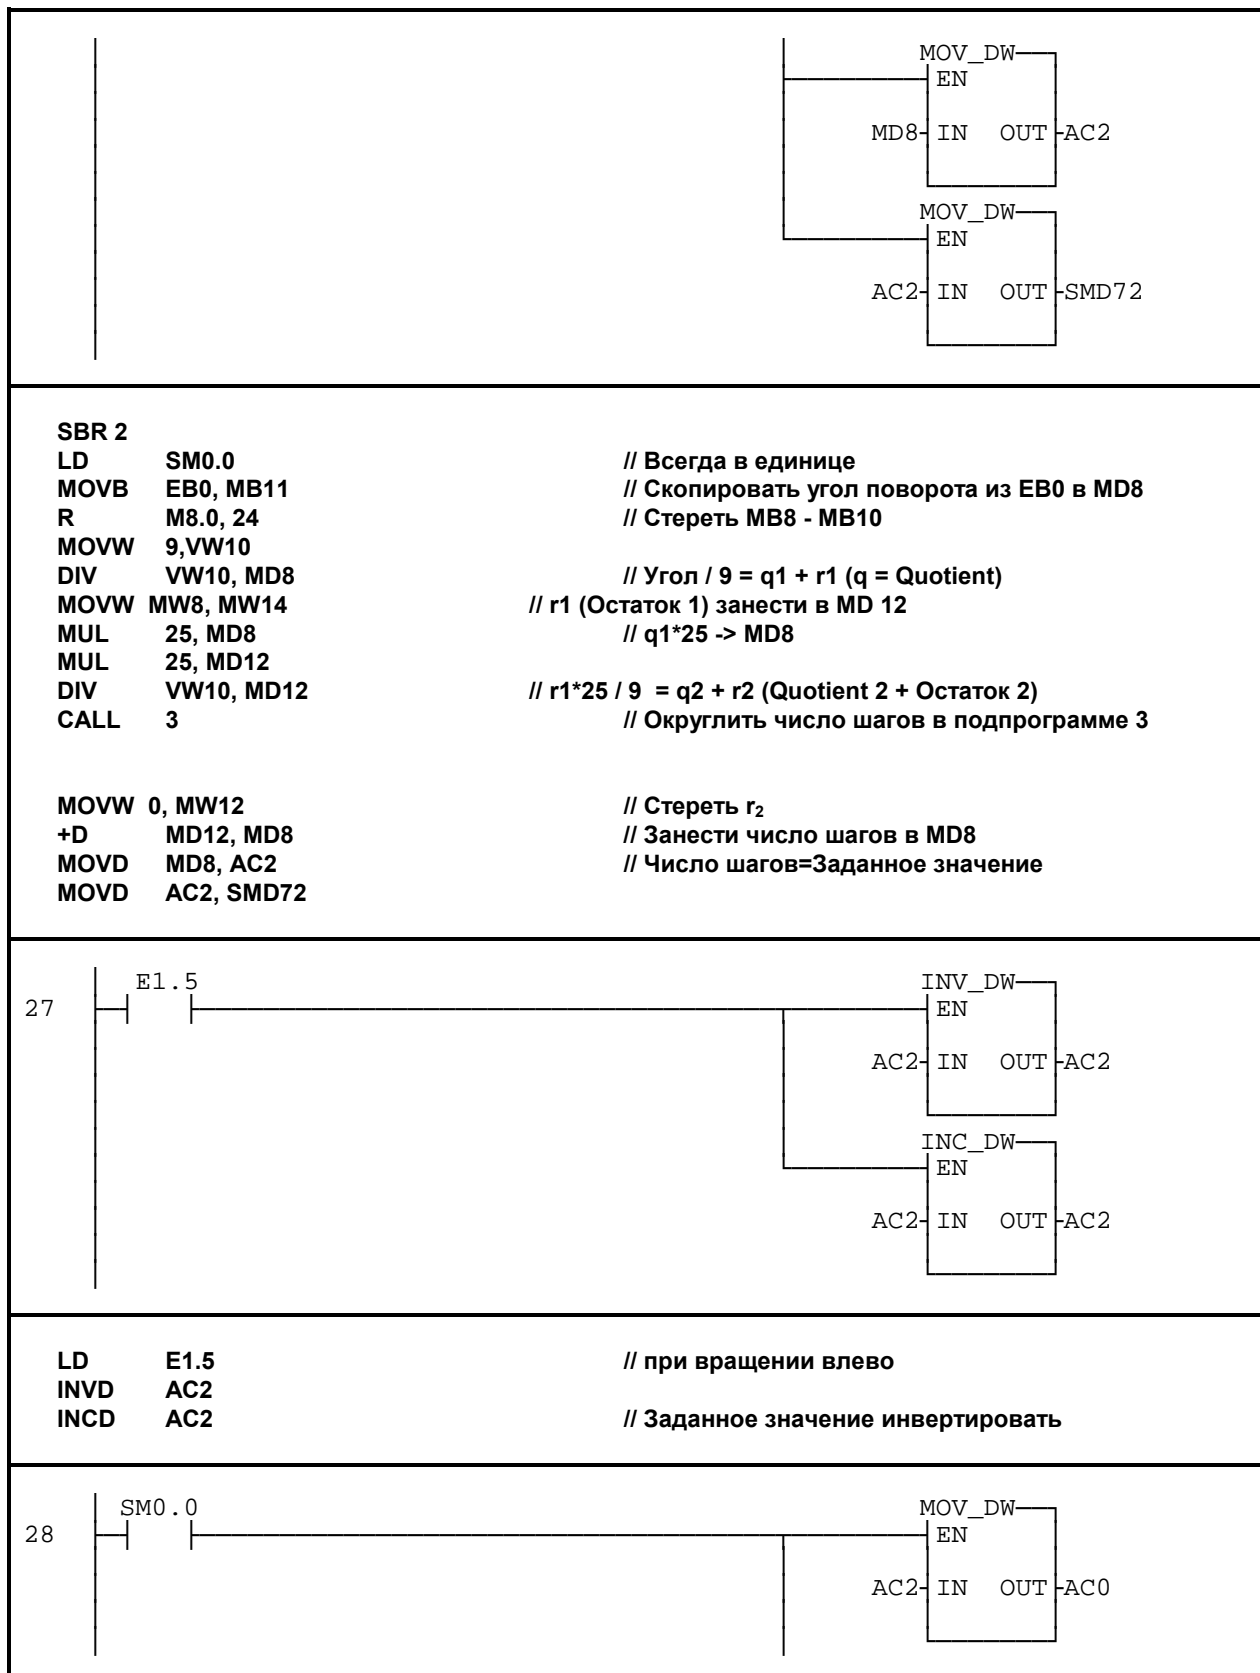 MOV_DW
EN
MD8 IN OUT AC2
MOV_DW
EN
AC2 IN OUT SMD72
SBR 2
LD SM0.0 // Всегда в единице
MOVB EB0, MB11 // Скопировать угол поворота из EB0 в MD8
R M8.0, 24 // Стереть MB8 - MB10
MOVW 9,VW10
DIV VW10, MD8 // Угол / 9 = q1 + r1 (q = Quotient)
MOVW MW8, MW14 // r1 (Остаток 1) занести в MD 12
MUL 25, MD8 // q1*25 -> MD8
MUL 25, MD12
DIV VW10, MD12 // r1*25 / 9 = q2 + r2 (Quotient 2 + Остаток 2)
CALL 3 // Округлить число шагов в подпрограмме 3
MOVW 0, MW12 // Стереть r2
+D MD12, MD8 // Занести число шагов в MD8
MOVD MD8, AC2 // Число шагов=Заданное значение
MOVD AC2, SMD72
E1.5 INV_DW
27 EN
AC2 IN OUT AC2
INC_DW
EN
AC2 IN OUT AC2
LD E1.5 // при вращении влево
INVD AC2
INCD AC2 // Заданное значение инвертировать
SM0.0 MOV_DW
28 EN
AC2 IN OUT AC0